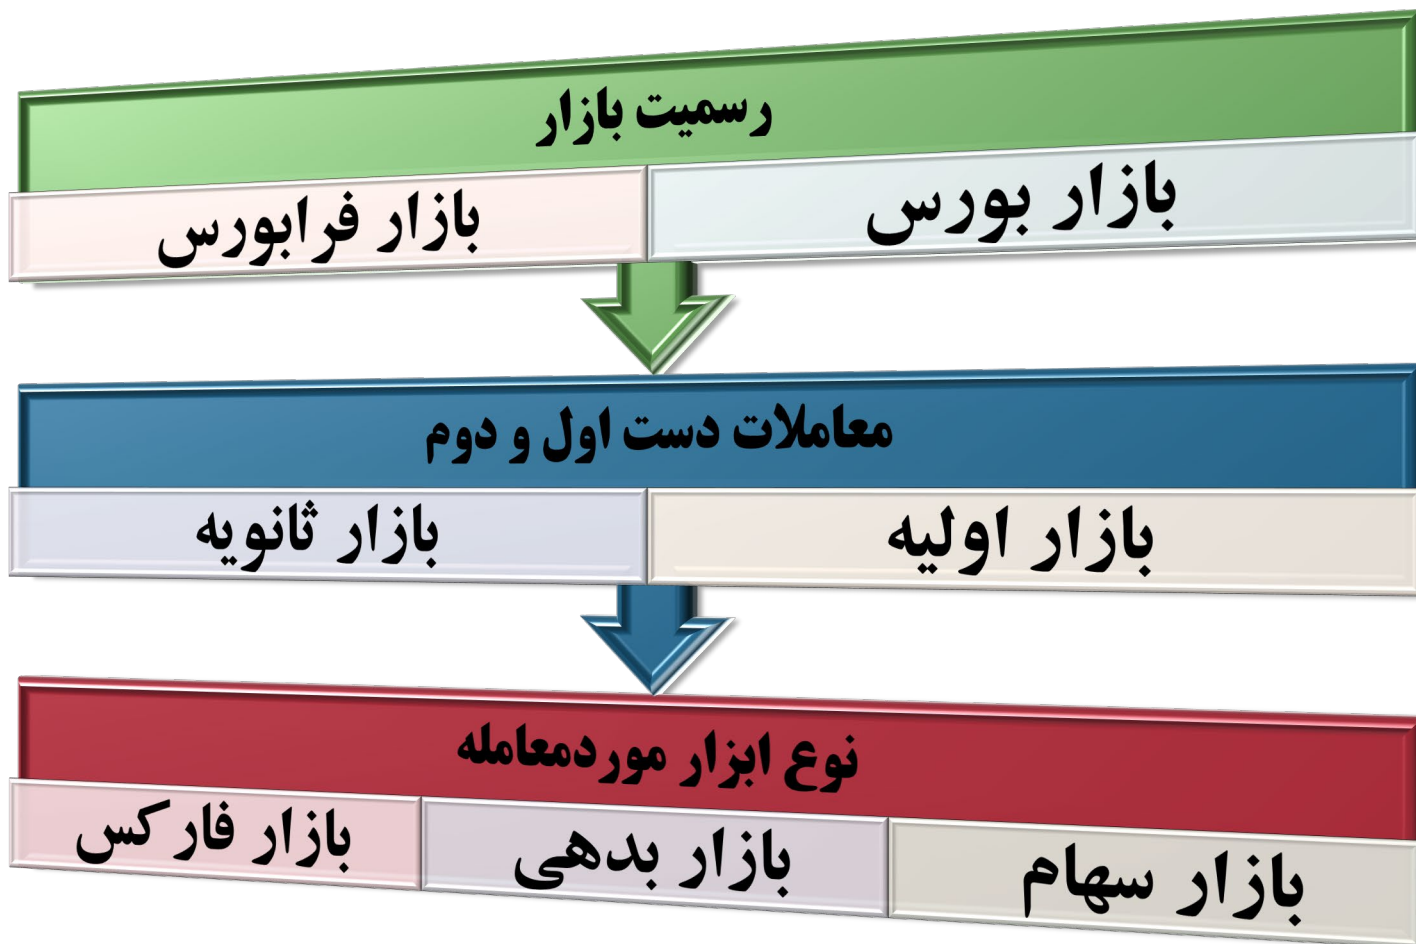 رسمیت بازار
بازار بورس
بازار فرابورس
معاملات دست اول و دوم
بازار اولیه
بازار ثانویه
نوع ابزار موردمعامله
بازار سهام
بازار بدهی
بازار فارکس